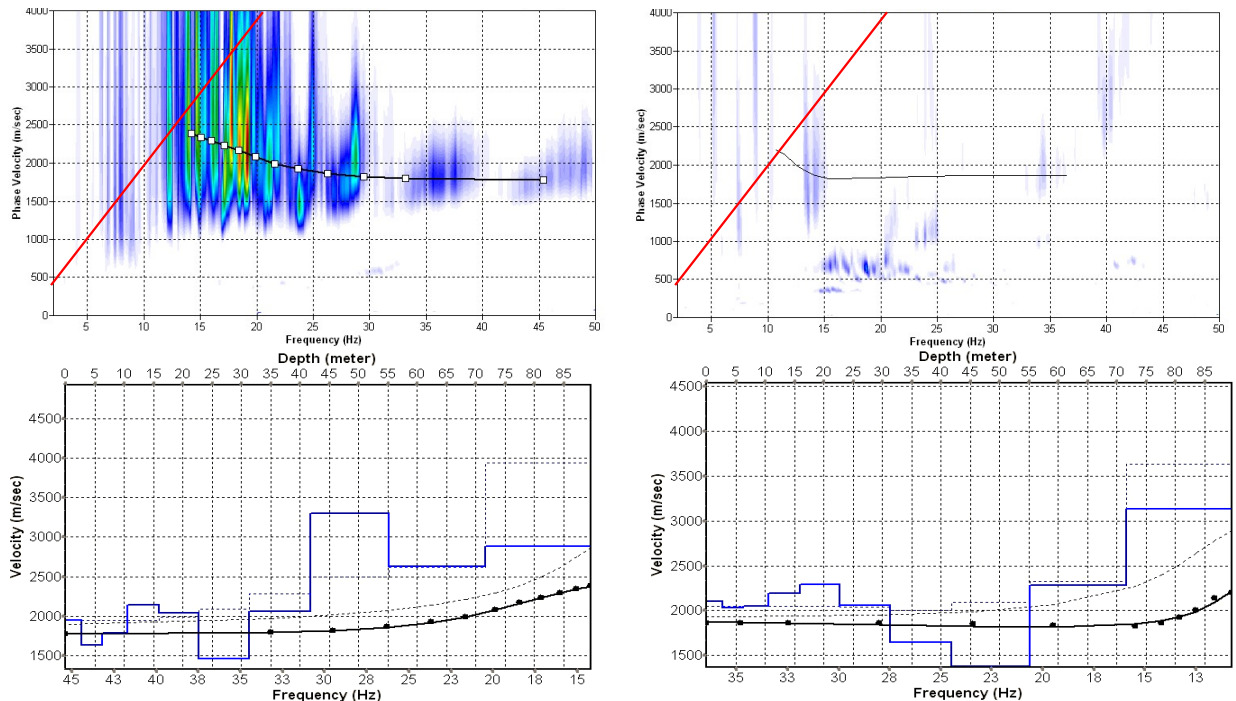 4000
3500
3000
2500
2000
1500
1000
500
0
Phase Velocity (m/sec)
5 10 15 20 25 30 35 40 45 50
Frequency (Hz)
4000
3500
3000
2500
2000
1500
1000
500
0
Phase Velocity (m/sec)
5 10 15 20 25 30 35 40 45 50
Frequency (Hz)
Depth (meter)
0 5 10 15 20 25 30 35 40 45 50 55 60 65 70 75 80 85
4500
4000
3500
3000
2500
2000
1500
Velocity (m/sec)
45 43 40 38 35 33 30 28 25 23 20 18 15
Frequency (Hz)
Depth (meter)
0 5 10 15 20 25 30 35 40 45 50 55 60 65 70 75 80 85
4500
4000
3500
3000
2500
2000
1500
Velocity (m/sec)
35 33 30 28 25 23 20 18 15 13
Frequency (Hz)